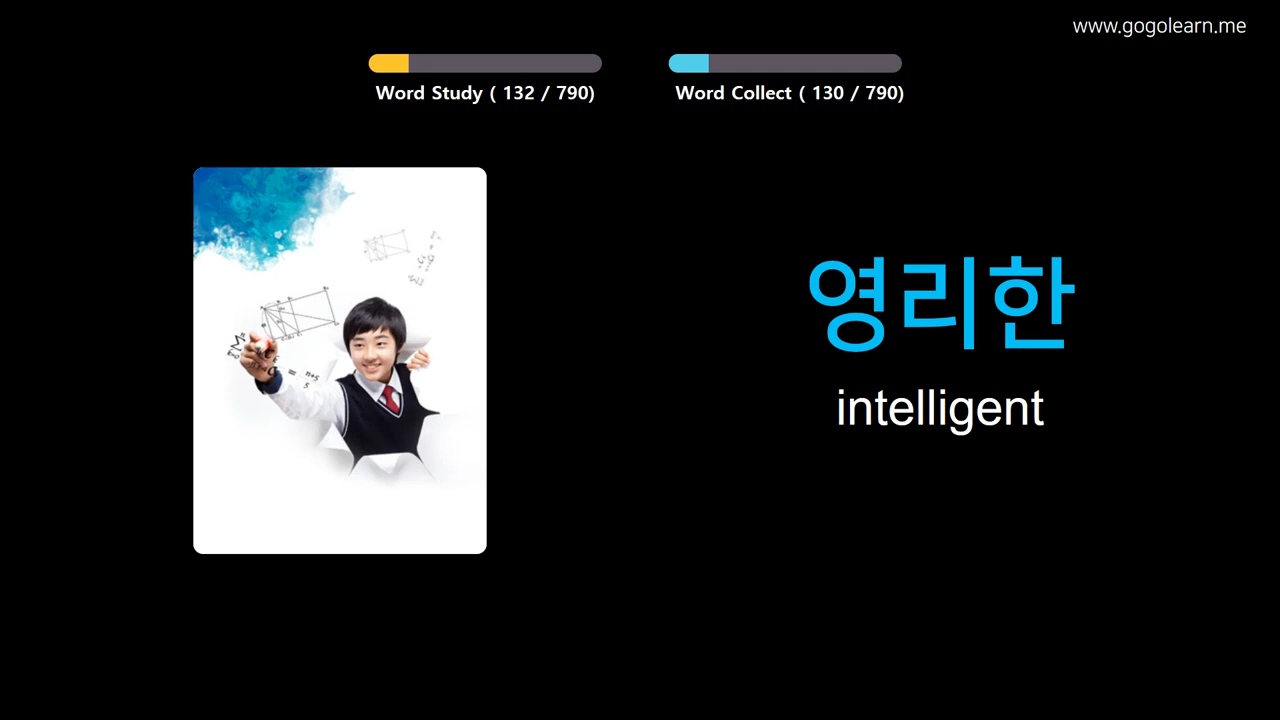 www.gogolearn.me
Word Study ( 132 / 790)
Word Collect ( 130 / 790)
영리한
intelligent